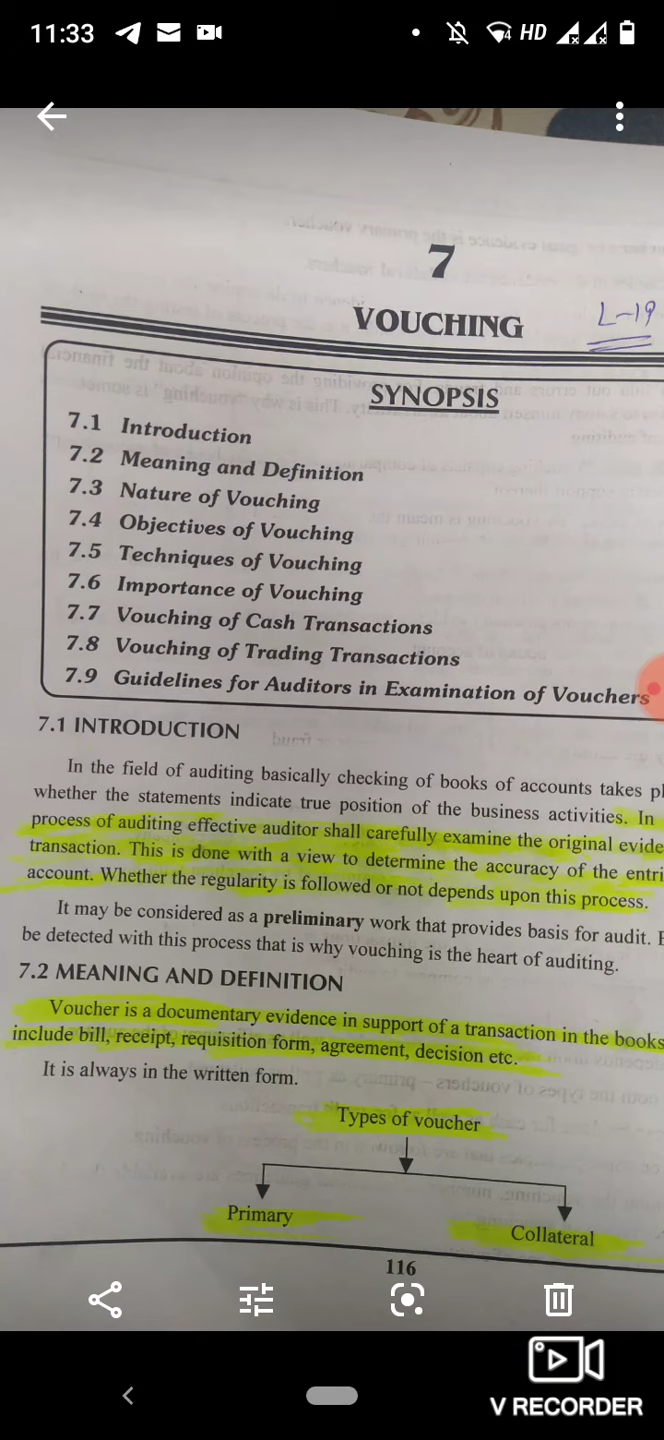 11:33
4 HD
7
VOUCHING
L-19
SYNOPSIS
7.1 Introduction
7.2 Meaning and Definition
7.3 Nature of Vouching
7.4 Objectives of Vouching
7.5 Techniques of Vouching
7.6 Importance of Vouching
7.7 Vouching of Cash Transactions
7.8 Vouching of Trading Transactions
7.9 Guidelines for Auditors in Examination of Vouchers
7.1 INTRODUCTION
In the field of auditing basically checking of books of accounts takes pl
whether the statements indicate true position of the business activities. In
process of auditing effective auditor shall carefully examine the original evide
transaction. This is done with a view to determine the accuracy of the entri
account. Whether the regularity is followed or not depends upon this process.
It may be considered as a preliminary work that provides basis for audit. E
be detected with this process that is why vouching is the heart of auditing.
7.2 MEANING AND DEFINITION
Voucher is a documentary evidence in support of a transaction in the books
include bill, receipt, requisition form, agreement, decision etc.
It is always in the written form.
Types of voucher
Primary
Collateral
116
V RECORDER